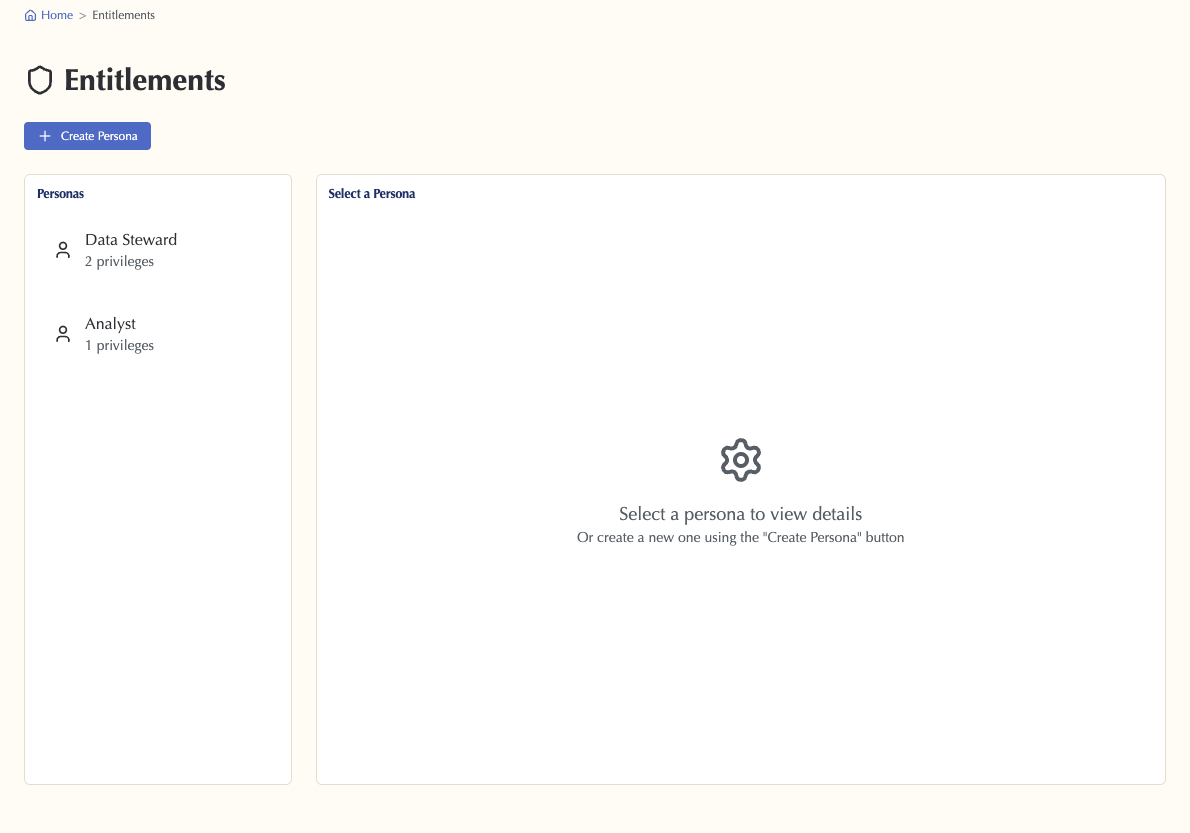 Home > Entitlements
Entitlements
Create Persona
Personas
Data Steward
2 privileges
Analyst
1 privileges
Select a Persona
Select a persona to view details
Or create a new one using the "Create Persona" button